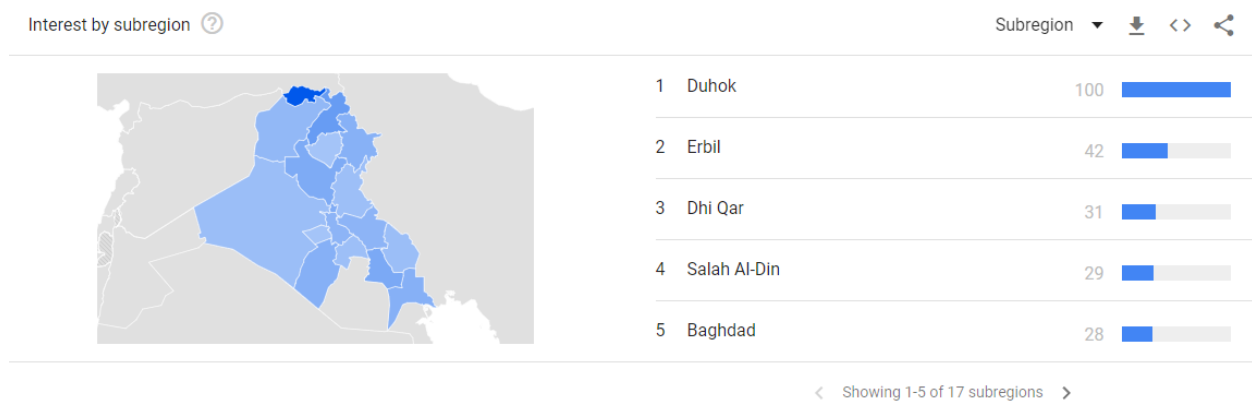 Interest by subregion ?
Subregion
1 Duhok 100
2 Erbil 42
3 Dhi Qar 31
4 Salah Al-Din 29
5 Baghdad 28
Showing 1-5 of 17 subregions